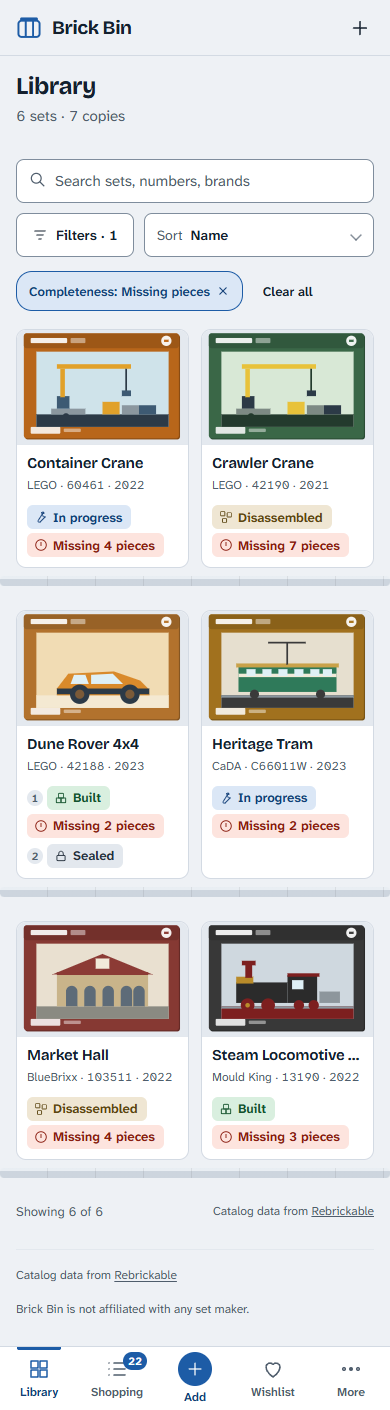 Brick Bin
Library
6 sets · 7 copies
Search sets, numbers, brands
Filters · 1
Sort Name
Completeness: Missing pieces ×
Clear all
Container Crane
LEGO · 60461 · 2022
In progress
Missing 4 pieces
Crawler Crane
LEGO · 42190 · 2021
Disassembled
Missing 7 pieces
Dune Rover 4x4
LEGO · 42188 · 2023
1 Built
Missing 2 pieces
2 Sealed
Heritage Tram
CaDA · C66011W · 2023
In progress
Missing 2 pieces
Market Hall
BlueBrixx · 103511 · 2022
Disassembled
Missing 4 pieces
Steam Locomotive ...
Mould King · 13190 · 2022
Built
Missing 3 pieces
Showing 6 of 6
Catalog data from Rebrickable
Catalog data from Rebrickable
Brick Bin is not affiliated with any set maker.
Library
22
Shopping
Add
Wishlist
More